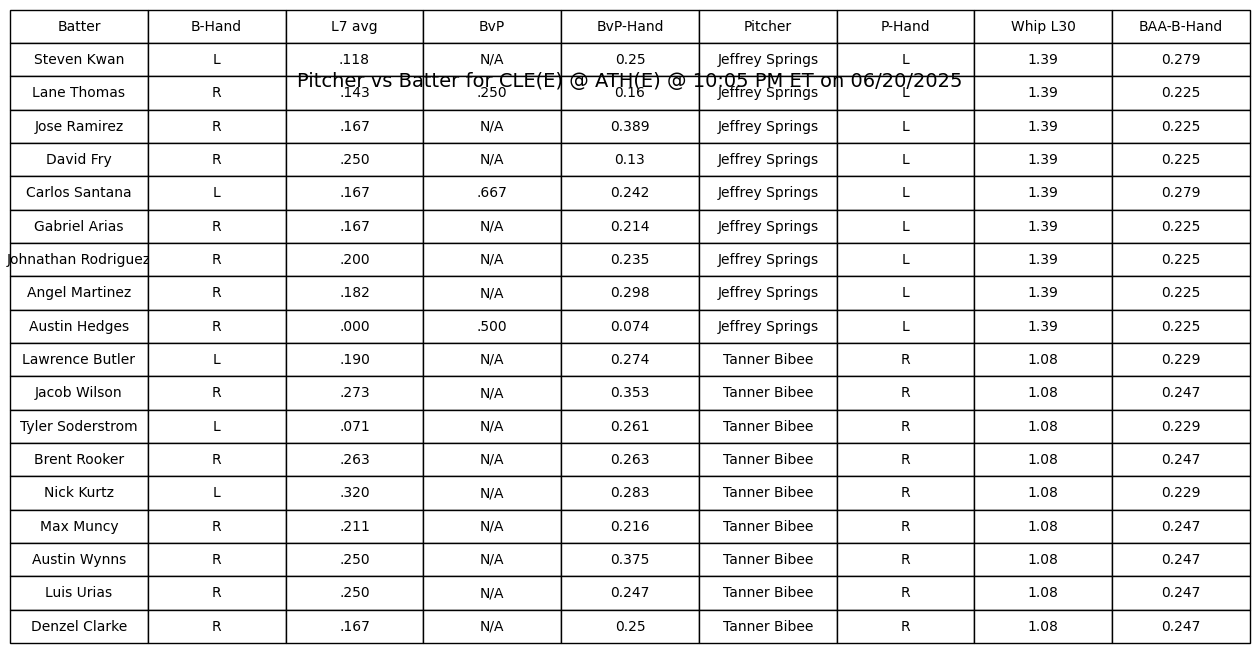 Batter B-Hand L7 avg BvP BvP-Hand Pitcher P-Hand Whip L30 BAA-B-Hand
Steven Kwan L .118 N/A 0.25 Jeffrey Springs L 1.39 0.279
Pitcher vs Batter for CLE(E) @ ATH(E) @ 10:05 PM ET on 06/20/2025
Lane Thomas R .143 .250 0.16 Jeffrey Springs L 1.39 0.225
Jose Ramirez R .167 N/A 0.389 Jeffrey Springs L 1.39 0.225
David Fry R .250 N/A 0.13 Jeffrey Springs L 1.39 0.225
Carlos Santana L .167 .667 0.242 Jeffrey Springs L 1.39 0.279
Gabriel Arias R .167 N/A 0.214 Jeffrey Springs L 1.39 0.225
Johnathan Rodriguez R .200 N/A 0.235 Jeffrey Springs L 1.39 0.225
Angel Martinez R .182 N/A 0.298 Jeffrey Springs L 1.39 0.225
Austin Hedges R .000 .500 0.074 Jeffrey Springs L 1.39 0.225
Lawrence Butler L .190 N/A 0.274 Tanner Bibee R 1.08 0.229
Jacob Wilson R .273 N/A 0.353 Tanner Bibee R 1.08 0.247
Tyler Soderstrom L .071 N/A 0.261 Tanner Bibee R 1.08 0.229
Brent Rooker R .263 N/A 0.263 Tanner Bibee R 1.08 0.247
Nick Kurtz L .320 N/A 0.283 Tanner Bibee R 1.08 0.229
Max Muncy R .211 N/A 0.216 Tanner Bibee R 1.08 0.247
Austin Wynns R .250 N/A 0.375 Tanner Bibee R 1.08 0.247
Luis Urias R .250 N/A 0.247 Tanner Bibee R 1.08 0.247
Denzel Clarke R .167 N/A 0.25 Tanner Bibee R 1.08 0.247